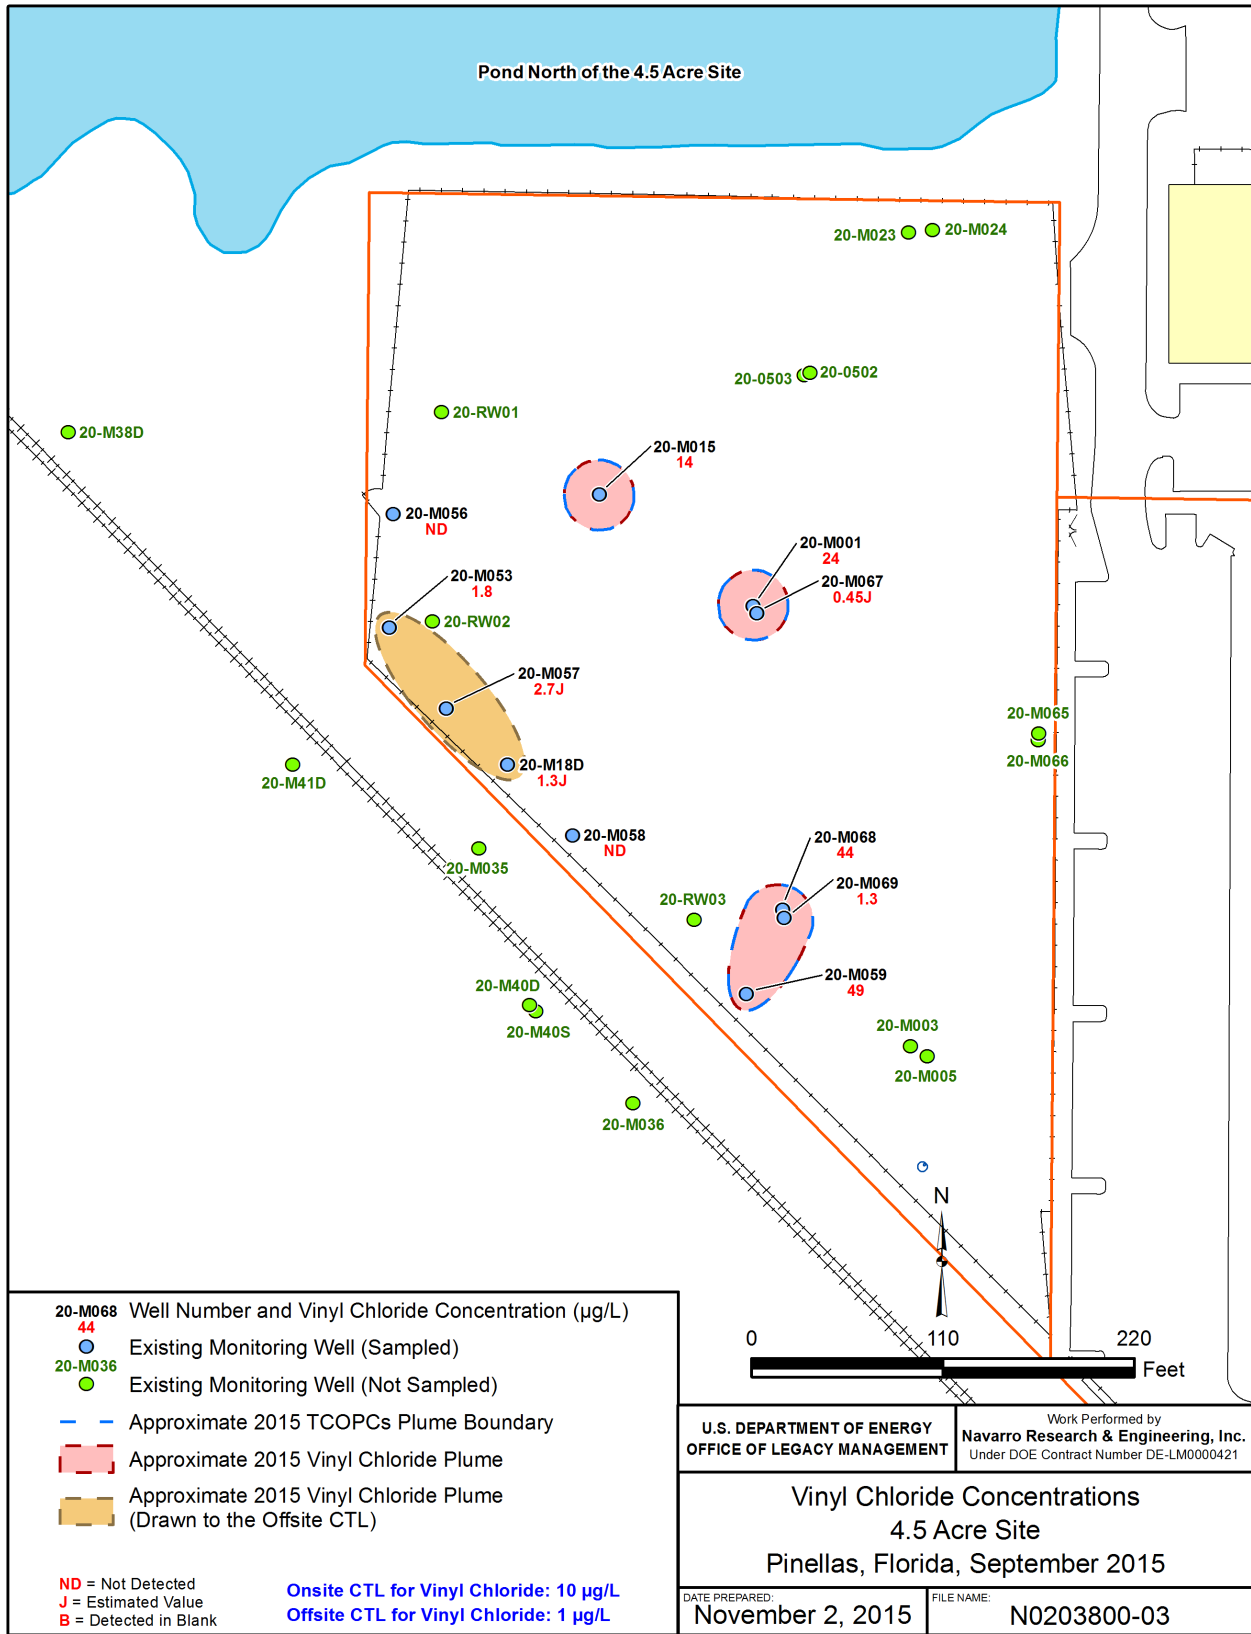 Pond North of the 4.5 Acre Site
20-M023
20-M024
20-0503
20-0502
20-RW01
20-M38D
20-M015
14
20-M056
ND
20-M001
24
20-M053
1.8
20-M067
0.45J
20-RW02
20-M057
2.7J
20-M065
20-M066
20-M18D
1.3J
20-M41D
20-M058
ND
20-M068
44
20-M035
20-M069
1.3
20-RW03
20-M059
49
20-M40D
20-M40S
20-M003
20-M005
20-M036
N
0 110 220
Feet
20-M068 Well Number and Vinyl Chloride Concentration (µg/L)
44
Existing Monitoring Well (Sampled)
20-M036
Existing Monitoring Well (Not Sampled)
Approximate 2015 TCOPCs Plume Boundary
Approximate 2015 Vinyl Chloride Plume
Approximate 2015 Vinyl Chloride Plume
(Drawn to the Offsite CTL)
ND = Not Detected
J = Estimated Value
B = Detected in Blank
Onsite CTL for Vinyl Chloride: 10 µg/L
Offsite CTL for Vinyl Chloride: 1 µg/L
U.S. DEPARTMENT OF ENERGY
OFFICE OF LEGACY MANAGEMENT
Work Performed by
Navarro Research & Engineering, Inc.
Under DOE Contract Number DE-LM0000421
Vinyl Chloride Concentrations
4.5 Acre Site
Pinellas, Florida, September 2015
DATE PREPARED:
November 2, 2015
FILE NAME:
N0203800-03